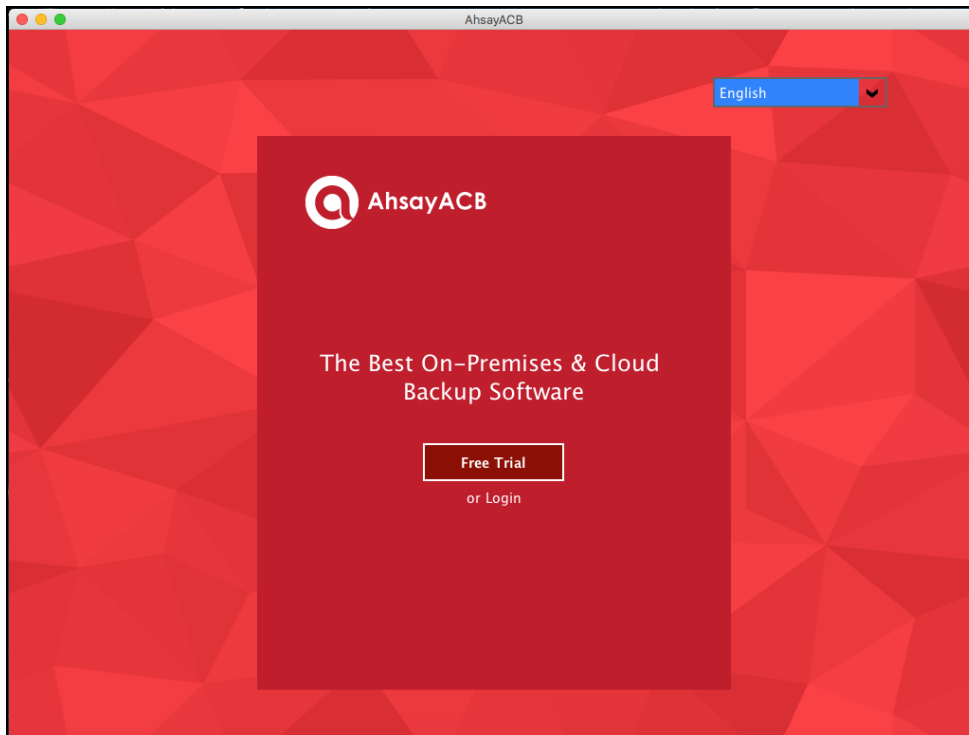 AhsayACB
English
AhsayACB
The Best On-Premises & Cloud
Backup Software
Free Trial
or Login